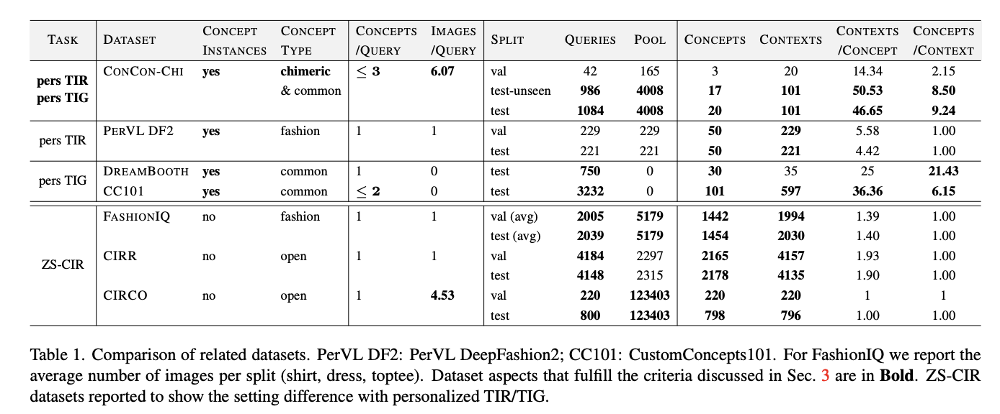 TASK DATASET CONCEPT INSTANCES CONCEPT TYPE CONCEPTS /QUERY IMAGES /QUERY SPLIT QUERIES POOL CONCEPTS CONTEXTS CONTEXTS /CONCEPT CONCEPTS /CONTEXT
pers TIR pers TIG CONCON-CHI yes chimeric & common ≤ 3 6.07 val 42 165 3 20 14.34 2.15
test-unseen 986 4008 17 101 50.53 8.50
test 1084 4008 20 101 46.65 9.24
pers TIR PERVL DF2 yes fashion 1 1 val 229 229 50 229 5.58 1.00
test 221 221 50 221 4.42 1.00
pers TIG DREAMBOOTH yes common 1 0 test 750 0 30 35 25 21.43
CC101 yes common ≤ 2 0 test 3232 0 101 597 36.36 6.15
ZS-CIR FASHIONIQ no fashion 1 1 val (avg) 2005 5179 1442 1994 1.39 1.00
test (avg) 2039 5179 1454 2030 1.40 1.00
CIRR no open 1 1 val 4184 2297 2165 4157 1.93 1.00
test 4148 2315 2178 4135 1.90 1.00
CIRCO no open 1 4.53 val 220 123403 220 220 1 1
test 800 123403 798 796 1.00 1.00
Table 1. Comparison of related datasets. PerVL DF2: PerVL DeepFashion2; CC101: CustomConcepts101. For FashionIQ we report the
average number of images per split (shirt, dress, toptee). Dataset aspects that fulfill the criteria discussed in Sec. 3 are in Bold. ZS-CIR
datasets reported to show the setting difference with personalized TIR/TIG.